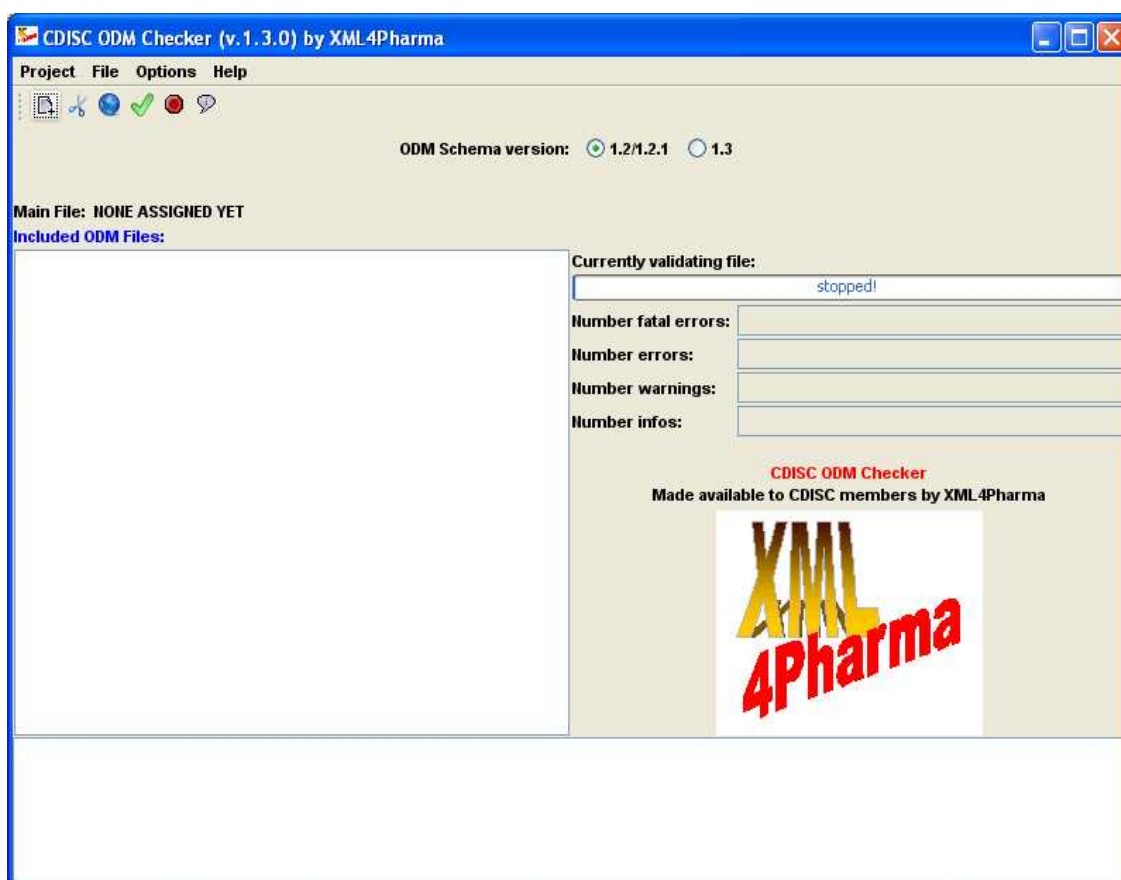 CDISC ODM Checker (v.1.3.0) by XML4Pharma
Project File Options Help
ODM Schema version: 1.2/1.2.1 1.3
Main File: NONE ASSIGNED YET
Included ODM Files:
Currently validating file:
stopped!
Number fatal errors:
Number errors:
Number warnings:
Number infos:
CDISC ODM Checker
Made available to CDISC members by XML4Pharma
XML
4Pharma